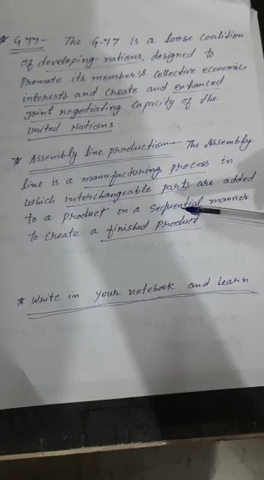 * G-77- The G-77 is a loose coalition
of developing nations, designed to
Promote its member's collective economic
interests and create and enhanced
joint negotiating capacity of the
United Nations
* Assembly line production- The Assembly
line is a manufacturing process in
which interchangeable parts are added
to a product in a sequential manner
to create a finished Product
* Write in your notebook and learn